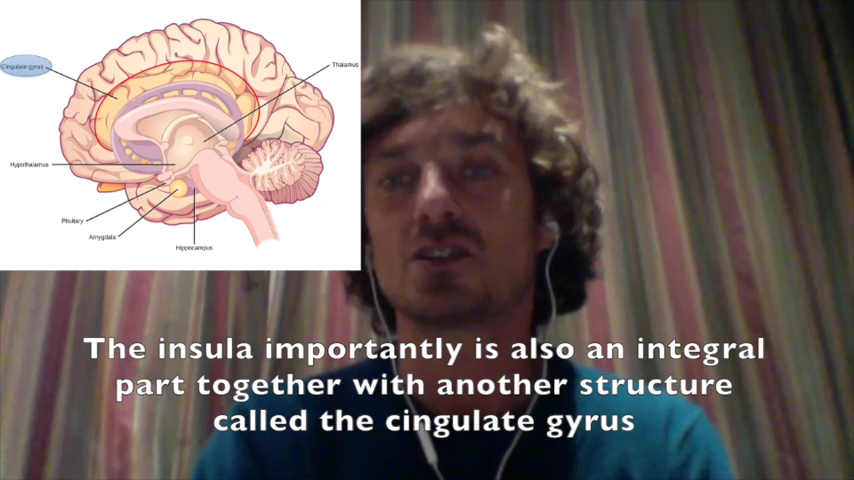 Cingulate gyrus
Thalamus
Hypothalamus
Pituitary
Amygdala
Hippocampus
The insula importantly is also an integral
part together with another structure
called the cingulate gyrus